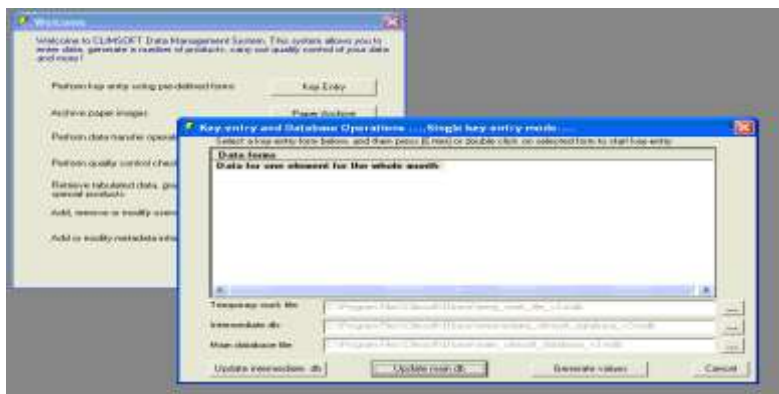 Welcome
Welcome to CLIMSOFT Data Management System. This system allows you to
enter data, generate a number of products, carry out quality control of your data
and more!
Perform key entry using pre-defined forms
Key Entry
Archive paper images
Paper Archive
Perform data transfer
Perform quality control
Retrieve tabulated data,
special products
Add, remove or modify
Add or modify metadata
Key-entry and Database Operations ....Single key-entry mode....
Select a key-entry form below, and then press [Enter] or double click on selected form to start key-entry
Data forms
Data for one element for the whole month
Temporary work file
...
Intermediate db
...
Main database file
...
Update intermediate db
Update main db
Generate values
Cancel